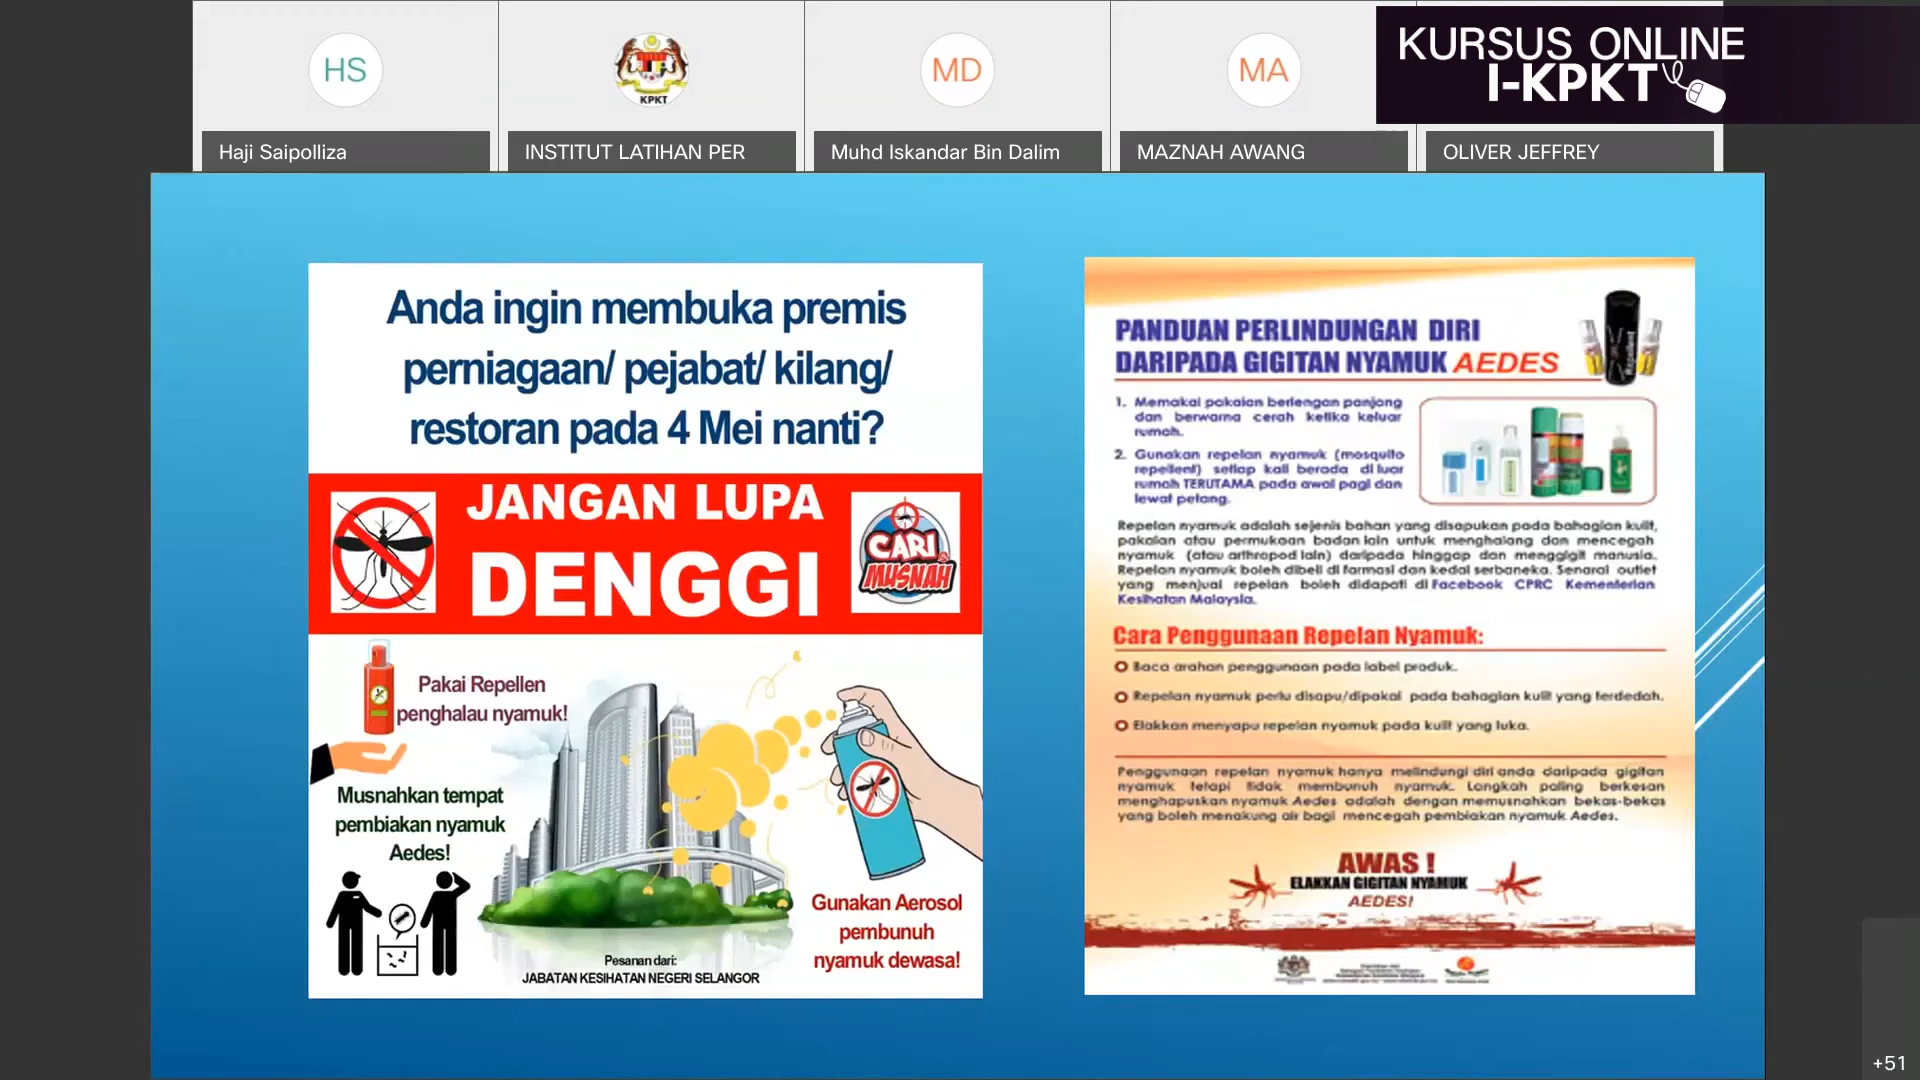 HS
KPKT
MD
MA
KURSUS ONLINE
I-KPKT
Haji Saipolliza
INSTITUT LATIHAN PER
Muhd Iskandar Bin Dalim
MAZNAH AWANG
OLIVER JEFFREY
Anda ingin membuka premis
perniagaan/ pejabat/ kilang/
restoran pada 4 Mei nanti?
JANGAN LUPA
DENGGI
CARI
MUSNAH
Pakai Repellen
penghalau nyamuk!
Musnahkan tempat
pembiakan nyamuk
Aedes!
Gunakan Aerosol
pembunuh
nyamuk dewasa!
Pesanan dari:
JABATAN KESIHATAN NEGERI SELANGOR
PANDUAN PERLINDUNGAN DIRI
DARIPADA GIGITAN NYAMUK AEDES
Repellent
1. Memakai pakaian berlengan panjang
dan berwarna cerah ketika keluar
rumah.
2. Gunakan repelan nyamuk (mosquito
repellent) setiap kali berada di luar
rumah TERUTAMA pada awal pagi dan
lewat petang.
Repelan nyamuk adalah sejenis bahan yang disapukan pada bahagian kulit,
pakaian atau permukaan badan lain untuk menghalang dan mencegah
nyamuk (atau arthropod lain) daripada hinggap dan menggigit manusia.
Repelan nyamuk boleh dibeli di farmasi dan kedai serbaneka. Senarai outlet
yang menjual repelan boleh didapati di Facebook CPRC Kementerian
Kesihatan Malaysia.
Cara Penggunaan Repelan Nyamuk:
Baca arahan penggunaan pada label produk.
Repelan nyamuk perlu disapu/dipakai pada bahagian kulit yang terdedah.
Elakkan menyapu repelan nyamuk pada kulit yang luka.
Penggunaan repelan nyamuk hanya melindungi diri anda daripada gigitan
nyamuk tetapi tidak membunuh nyamuk. Langkah paling berkesan
menghapuskan nyamuk Aedes adalah dengan memusnahkan bekas-bekas
yang boleh menakung air bagi mencegah pembiakan nyamuk Aedes.
AWAS !
ELAKKAN GIGITAN NYAMUK
AEDES!
+51